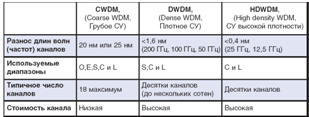 CWDM,
(Coarse WDM,
Грубое СУ)
DWDM,
(Dense WDM,
Плотное СУ)
HDWDM,
(High density WDM,
СУ высокой плотности)
Разнос длин волн
(частот) каналов
20 нм или 25 нм
<1,6 нм
(200 ГГц, 100 ГГц, 50 ГГц)
<0,4 нм
(25 ГГц, 12,5 ГГц)
Используемые
диапазоны
O,E,S,C и L
S,C и L
C и L
Типичное число
каналов
18 максимум
Десятки каналов
(до нескольких сотен)
Десятки каналов
Стоимость канала
Низкая
Высокая
Высокая